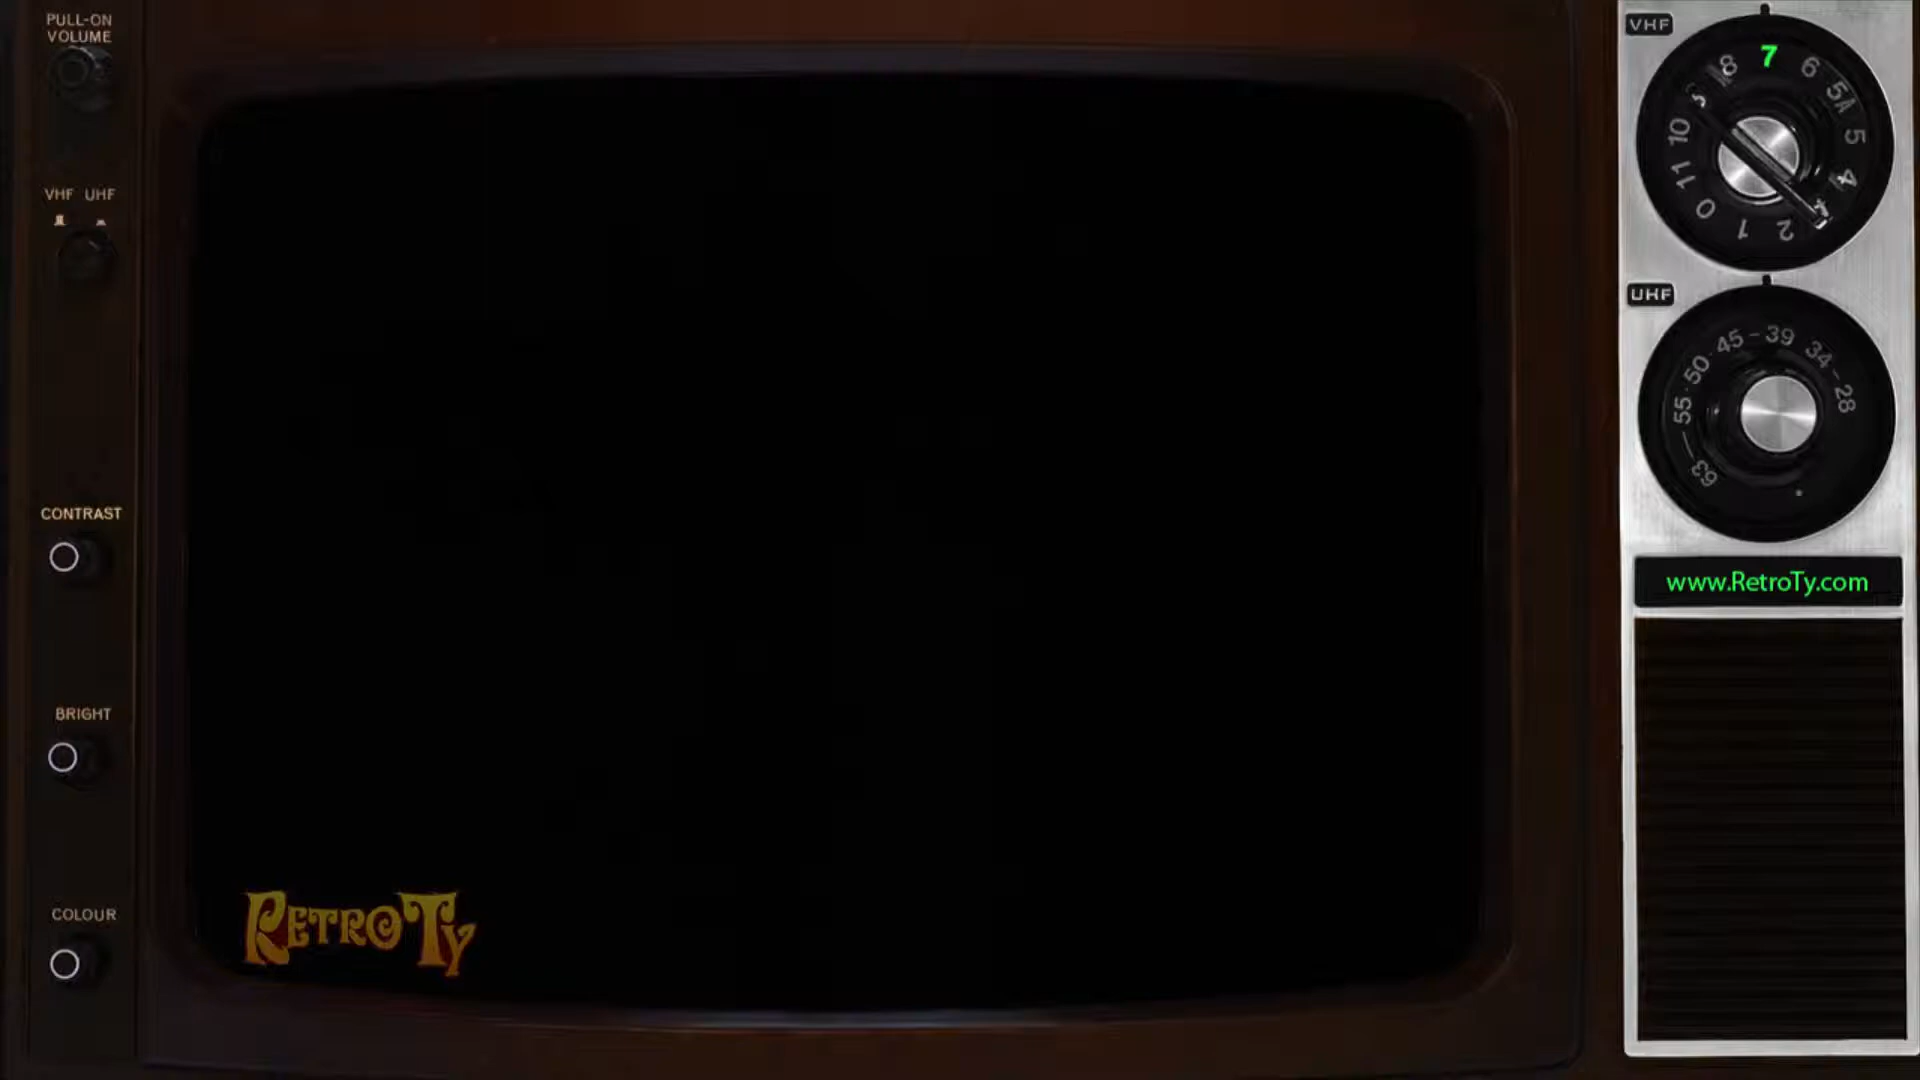 PULL-ON
VOLUME
VHF UHF
CONTRAST
BRIGHT
COLOUR
RETROTY
VHF
7 6 5A 5 4 2 1 0 11 10 8
UHF
63 - 55 · 50 · 45 - 39 34 - 28
www.RetroTy.com